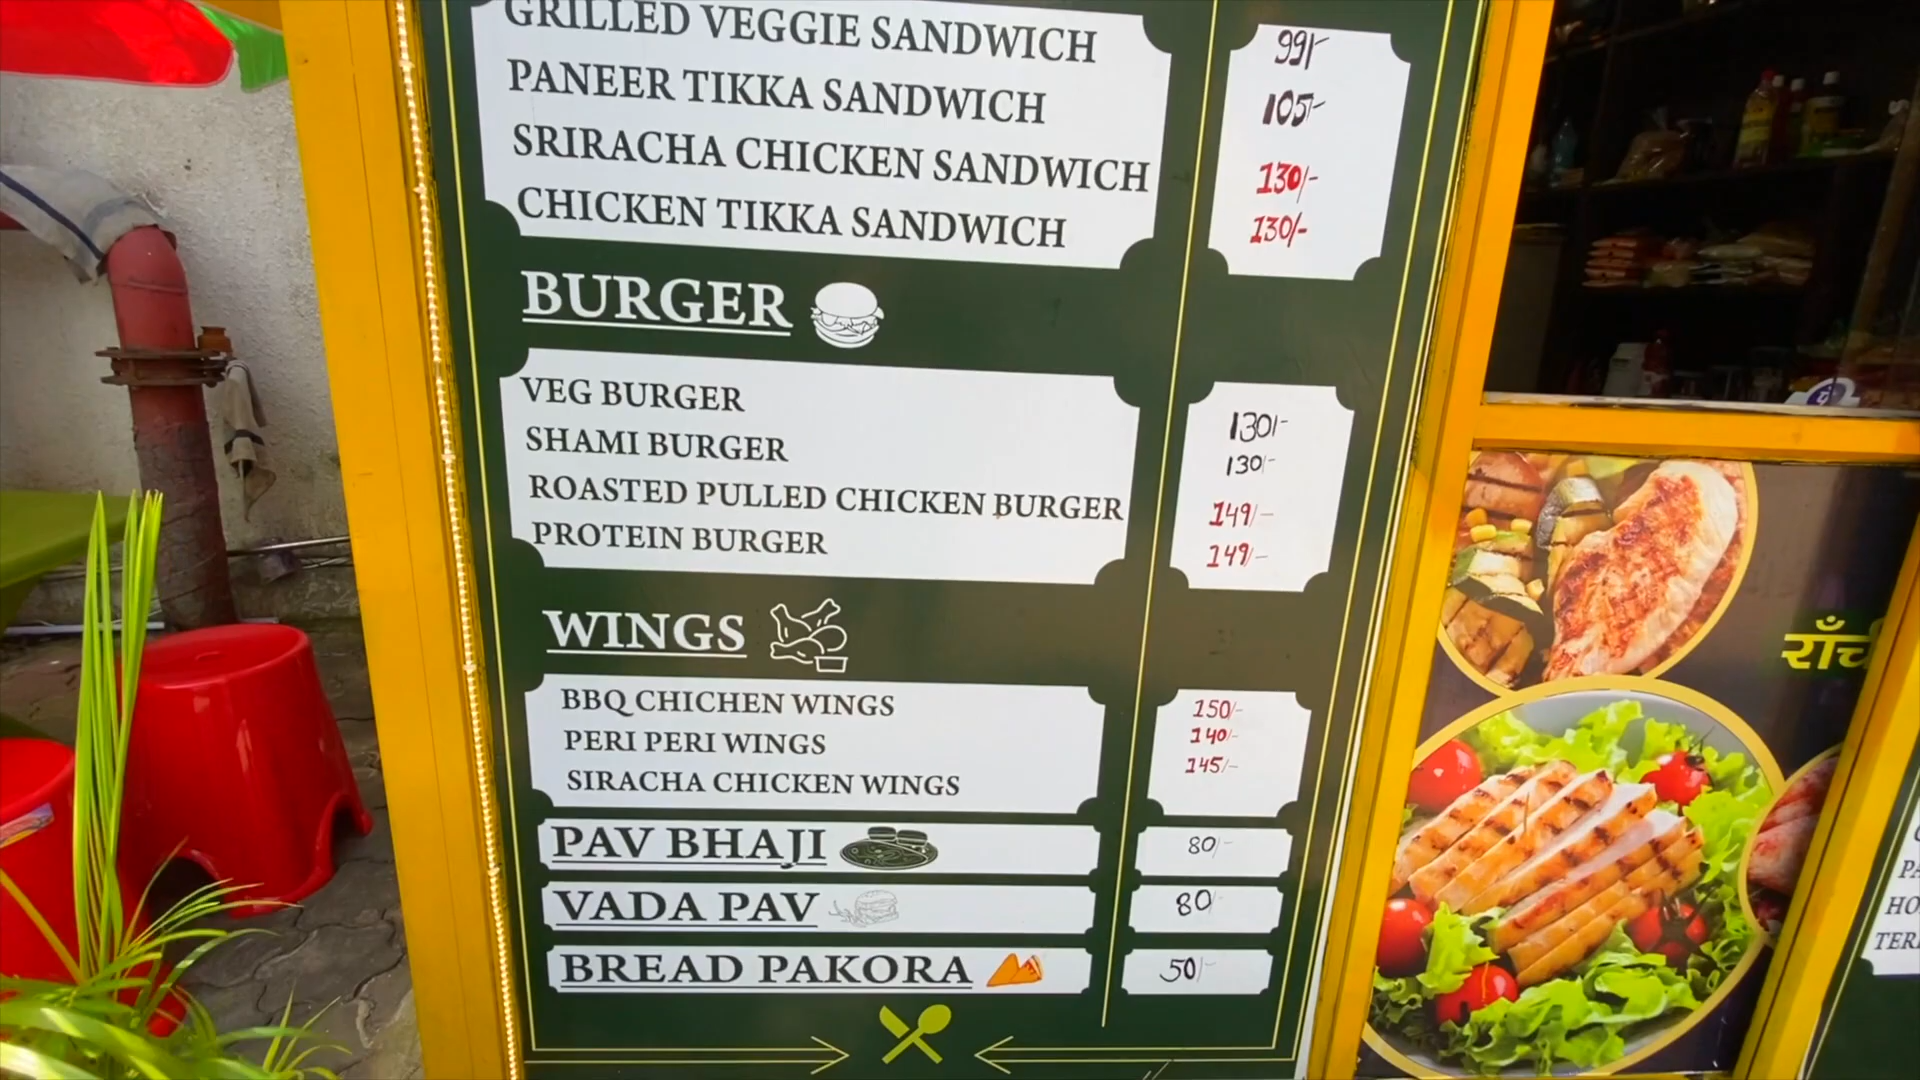 GRILLED VEGGIE SANDWICH 99/-
PANEER TIKKA SANDWICH 105/-
SRIRACHA CHICKEN SANDWICH 130/-
CHICKEN TIKKA SANDWICH 130/-
BURGER
VEG BURGER 130/-
SHAMI BURGER 130/-
ROASTED PULLED CHICKEN BURGER 149/-
PROTEIN BURGER 149/-
WINGS
BBQ CHICHEN WINGS 150/-
PERI PERI WINGS 140/-
SIRACHA CHICKEN WINGS 145/-
PAV BHAJI 80/-
VADA PAV 80/-
BREAD PAKORA 50/-